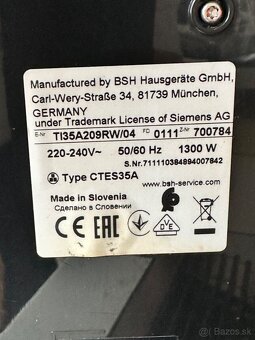 Manufactured by BSH Hausgeräte GmbH,
Carl-Wery-Straße 34, 81739 München,
GERMANY
under Trademark License of Siemens AG
E-Nr TI35A209RW/04 FD 0111 Z-Nr 700784
220-240V~ 50/60 Hz 1300 W
S.Nr.711110384894007842
Type CTES35A
www.bsh-service.com
Made in Slovenia
Сделано в Словении
CE EAC VDE
Bazos.sk